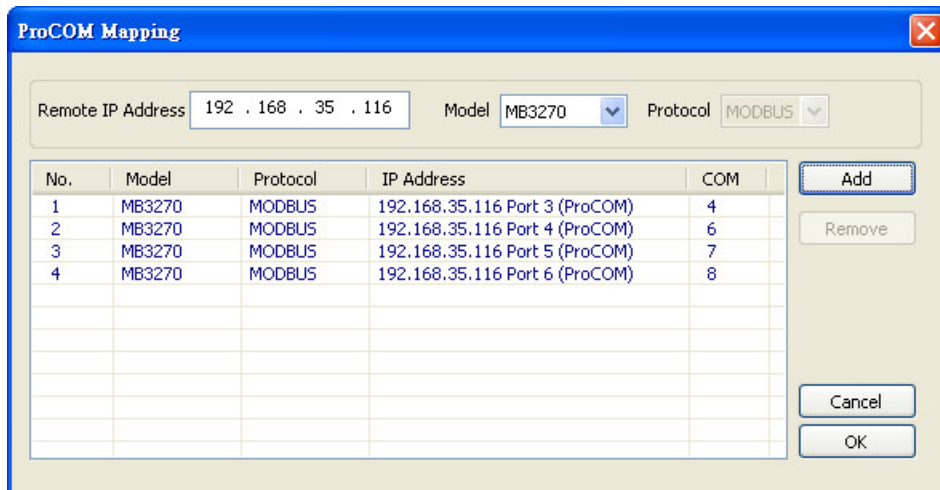 ProCOM Mapping
Remote IP Address 192 . 168 . 35 . 116 Model MB3270 Protocol MODBUS
No. Model Protocol IP Address COM
1 MB3270 MODBUS 192.168.35.116 Port 3 (ProCOM) 4
2 MB3270 MODBUS 192.168.35.116 Port 4 (ProCOM) 6
3 MB3270 MODBUS 192.168.35.116 Port 5 (ProCOM) 7
4 MB3270 MODBUS 192.168.35.116 Port 6 (ProCOM) 8
Add
Remove
Cancel
OK